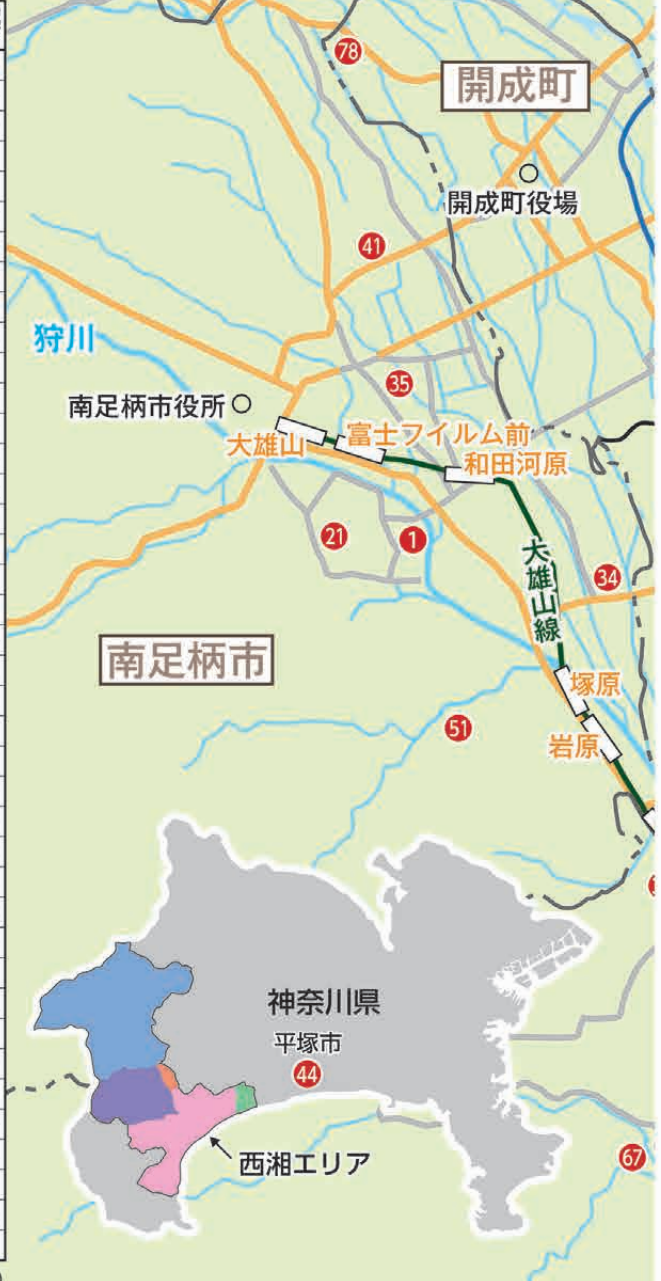 78
開成町
開成町役場
41
狩川
35
南足柄市役所
大雄山
富士フイルム前
和田河原
21
1
大雄山線
34
南足柄市
塚原
51
岩原
神奈川県
平塚市
44
西湘エリア
67